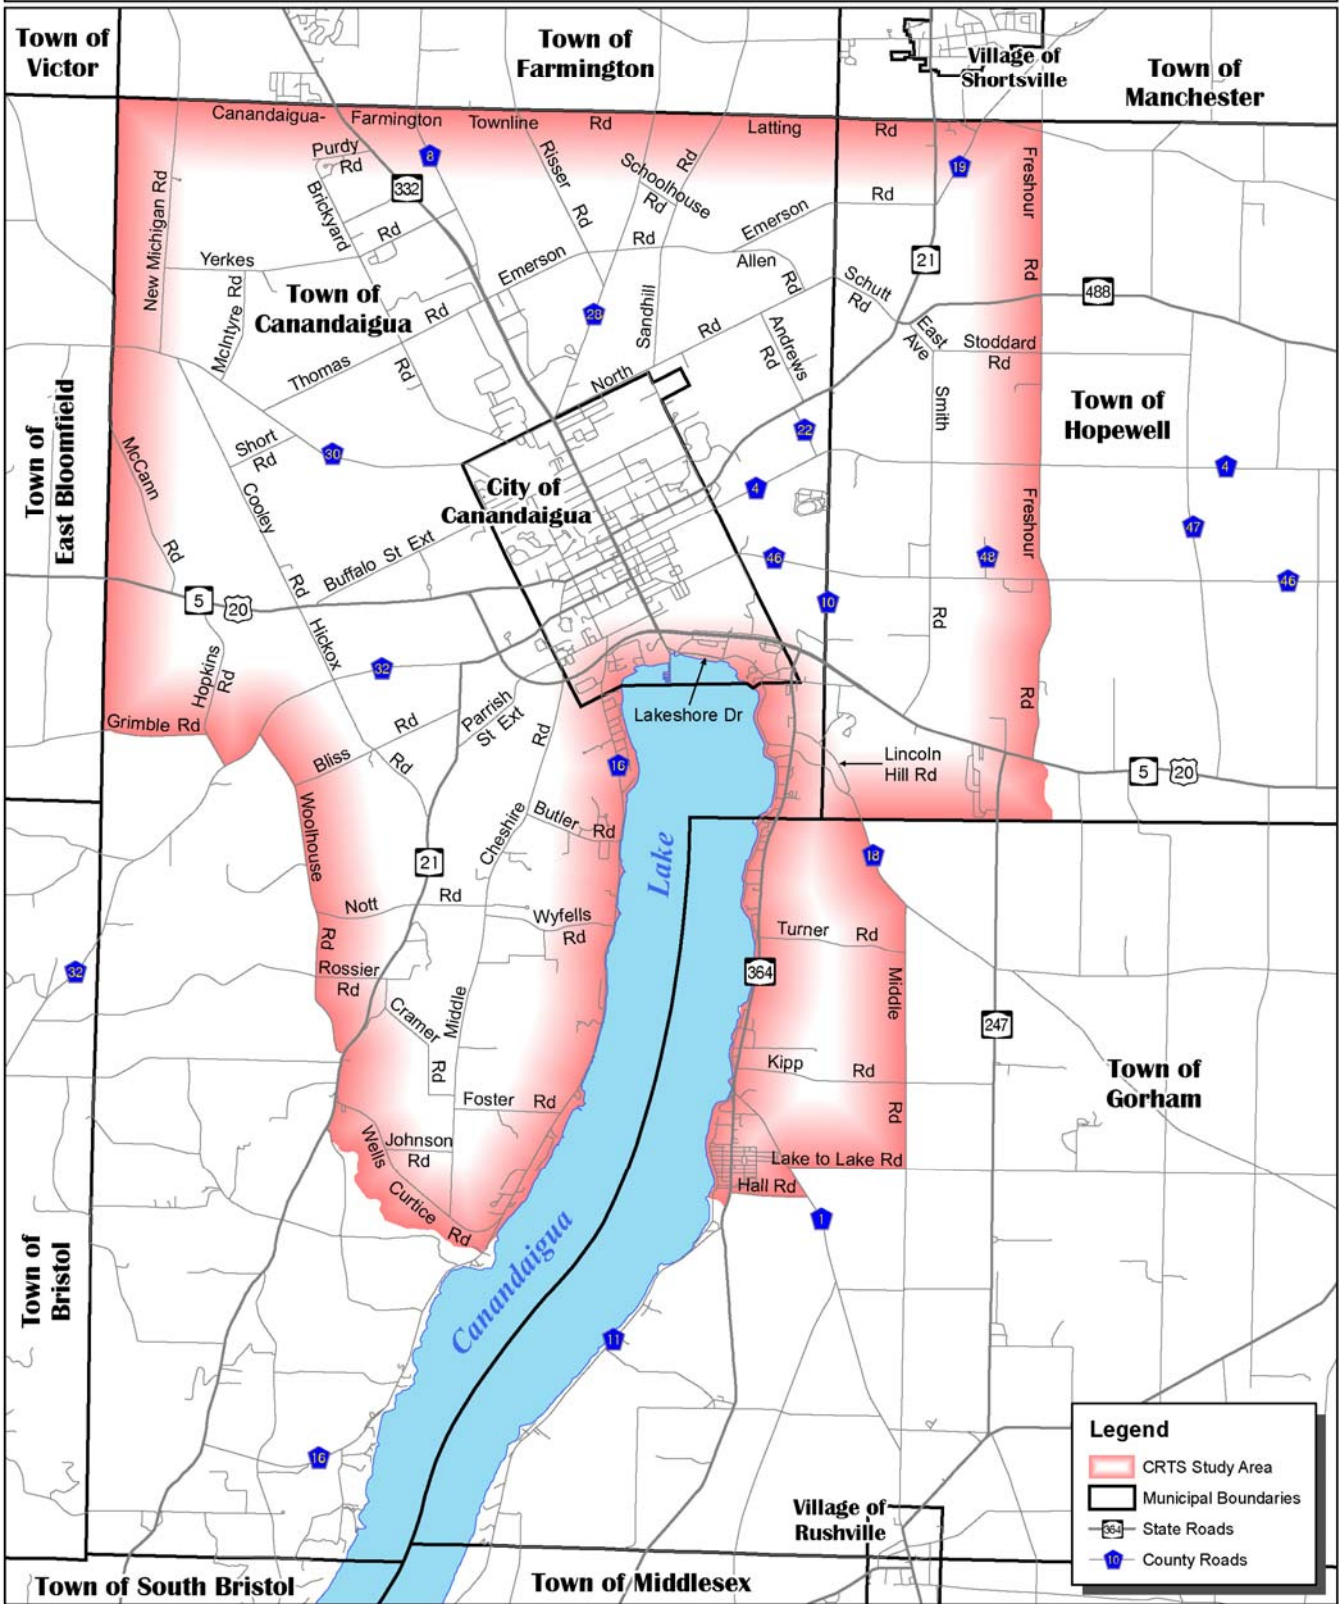 Town of
Victor
Town of
Farmington
Village of
Shortsville
Town of
Manchester
Canandaigua-
Farmington
Townline
Rd
Latting
Rd
Purdy
Rd
8
332
Brickyard
Rd
Risser
Rd
Schoolhouse
Rd
Rd
19
Freshour
Rd
New Michigan Rd
Emerson
Rd
Yerkes
McIntyre Rd
Town of
Canandaigua
Emerson
Rd
Allen
Rd
21
488
Schutt
Rd
28
Sandhill
Thomas
Rd
Rd
North
Rd
Andrews
Rd
East
Ave
Stoddard
Rd
Town of
East Bloomfield
McCann
Rd
Short
Rd
30
Cooley
Rd
City of
Canandaigua
22
4
Smith
Rd
Town of
Hopewell
4
47
46
Freshour
Rd
48
46
10
Buffalo St Ext
5
20
Hickox
Rd
32
Hopkins
Rd
Grimble Rd
Bliss
Rd
Parrish
St Ext
Rd
Cheshire
16
Lakeshore Dr
Lincoln
Hill Rd
5
20
Butler
Rd
Woolhouse
Rd
21
Lake
18
Nott
Rd
Wyfells
Rd
Turner
Rd
32
Rossier
Rd
Cramer
Rd
Middle
364
Middle
Rd
247
Kipp
Rd
Town of
Gorham
Foster
Rd
Johnson
Rd
Wells
Curtice
Rd
Lake to Lake Rd
Hall Rd
1
Town of
Bristol
Canandaigua
11
16
Village of
Rushville
Legend
CRTS Study Area
Municipal Boundaries
364
State Roads
10
County Roads
Town of South Bristol
Town of Middlesex